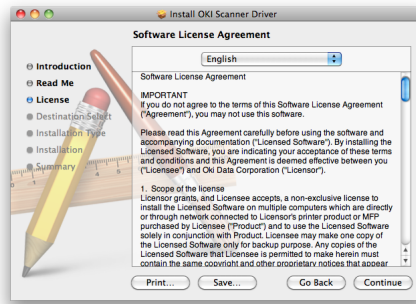 Install OKI Scanner Driver
Software License Agreement
Introduction
Read Me
License
Destination Select
Installation Type
Installation
Summary
English
Software License Agreement
IMPORTANT
If you do not agree to the terms of this Software License Agreement
("Agreement"), you may not use this software.
Please read this Agreement carefully before using the software and
accompanying documentation ("Licensed Software"). By installing the
Licensed Software, you are indicating your acceptance of these terms
and conditions and this Agreement is deemed effective between you
("Licensee") and Oki Data Corporation ("Licensor").
1. Scope of the license
Licensor grants, and Licensee accepts, a non-exclusive license to
install the Licensed Software on multiple computers which are directly
or through network connected to Licensor's printer product or MFP
purchased by Licensee ("Product") and to use the Licensed Software
solely in conjunction with Product. Licensee may make one copy of
the Licensed Software only for backup purpose. Any copies of the
Licensed Software that Licensee is permitted to make herein must
contain the same copyright and other proprietary notices that appear
Print...
Save...
Go Back
Continue